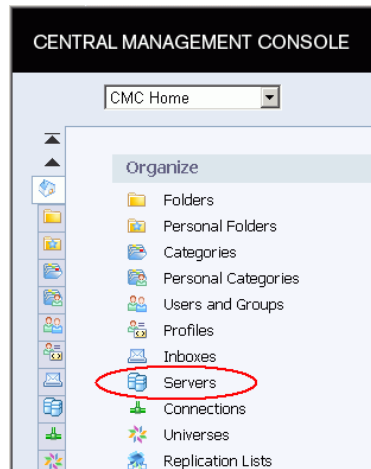 CENTRAL MANAGEMENT CONSOLE
CMC Home
Organize
Folders
Personal Folders
Categories
Personal Categories
Users and Groups
Profiles
Inboxes
Servers
Connections
Universes
Replication Lists